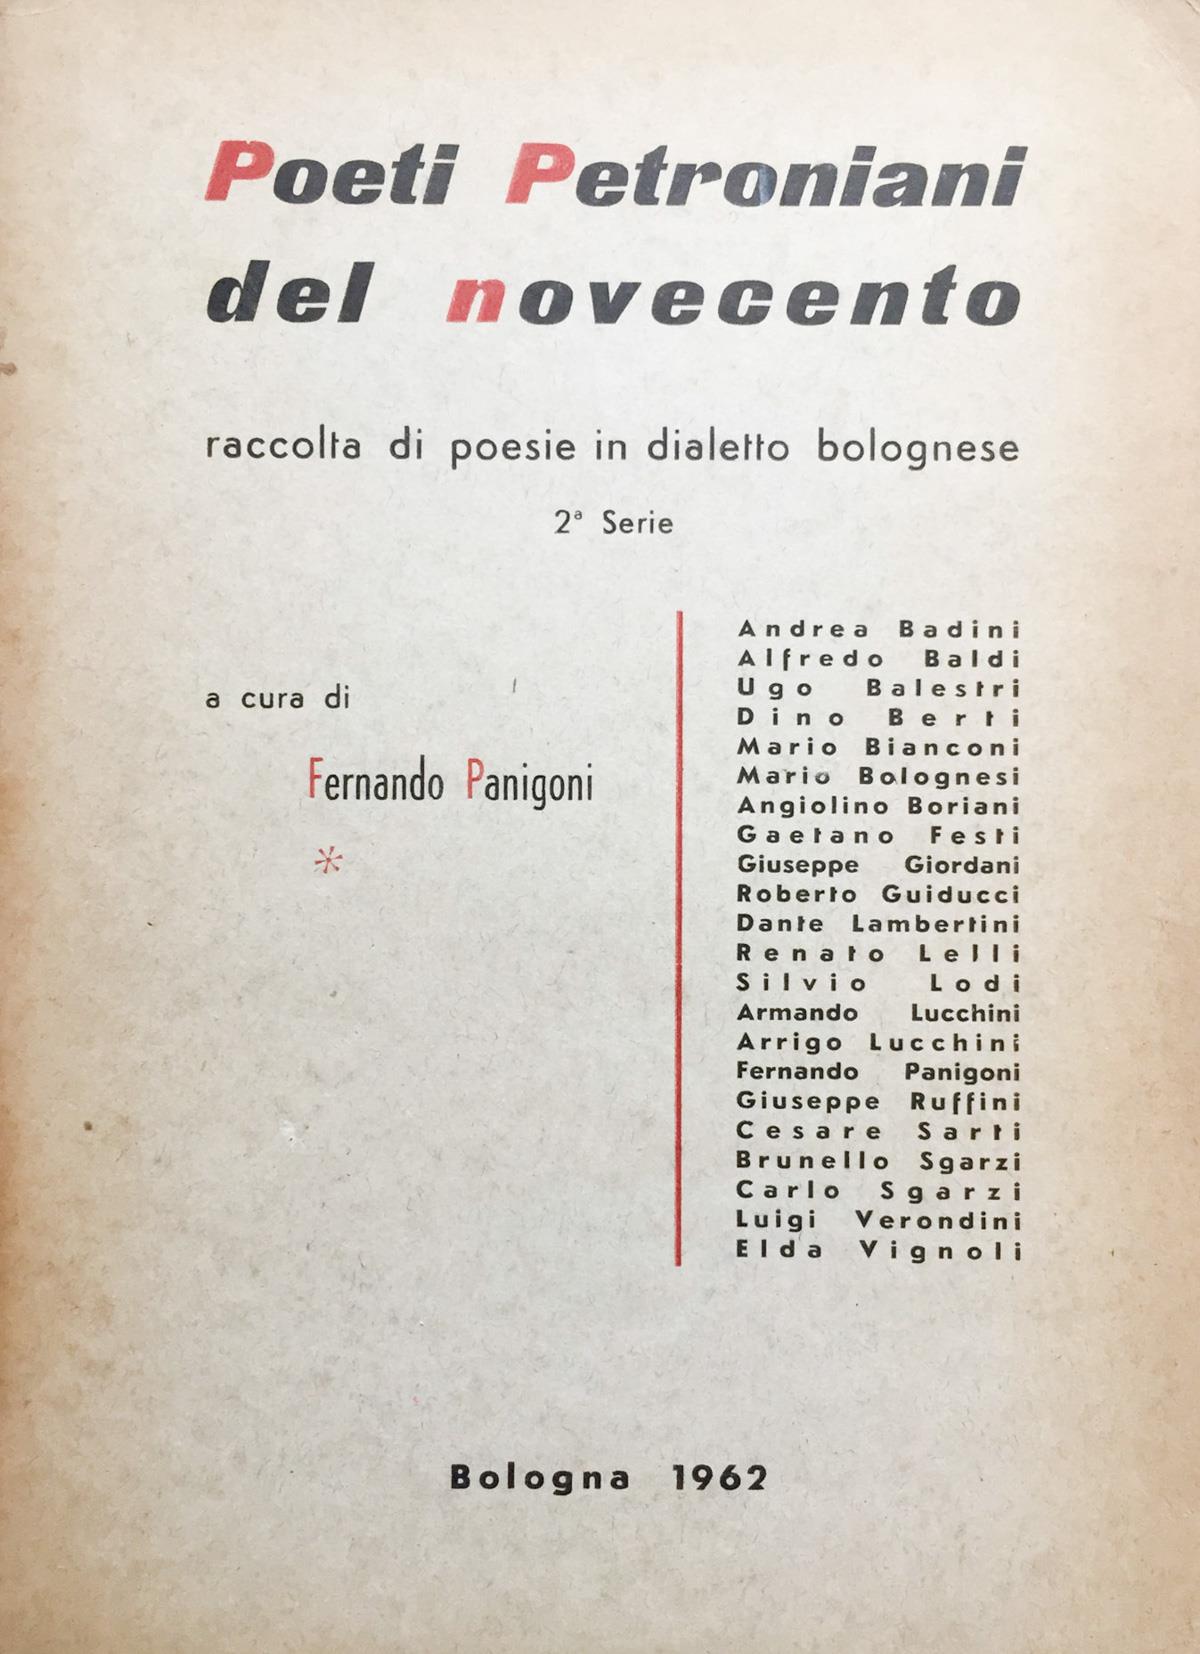 Poeti Petroniani
del novecento
raccolta di poesie in dialetto bolognese
2ª Serie
a cura di
Fernando Panigoni
*
Andrea Badini
Alfredo Baldi
Ugo Balestri
Dino Berti
Mario Bianconi
Mario Bolognesi
Angiolino Boriani
Gaetano Festi
Giuseppe Giordani
Roberto Guiducci
Dante Lambertini
Renato Lelli
Silvio Lodi
Armando Lucchini
Arrigo Lucchini
Fernando Panigoni
Giuseppe Ruffini
Cesare Sarti
Brunello Sgarzi
Carlo Sgarzi
Luigi Verondini
Elda Vignoli
Bologna 1962